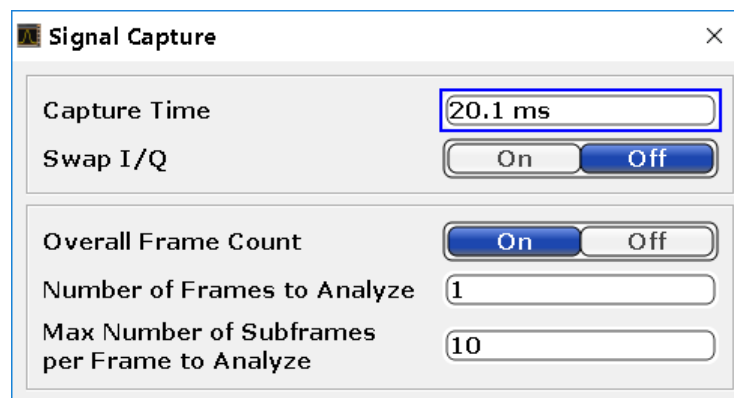 Signal Capture
Capture Time 20.1 ms
Swap I/Q On Off
Overall Frame Count On Off
Number of Frames to Analyze 1
Max Number of Subframes
per Frame to Analyze 10